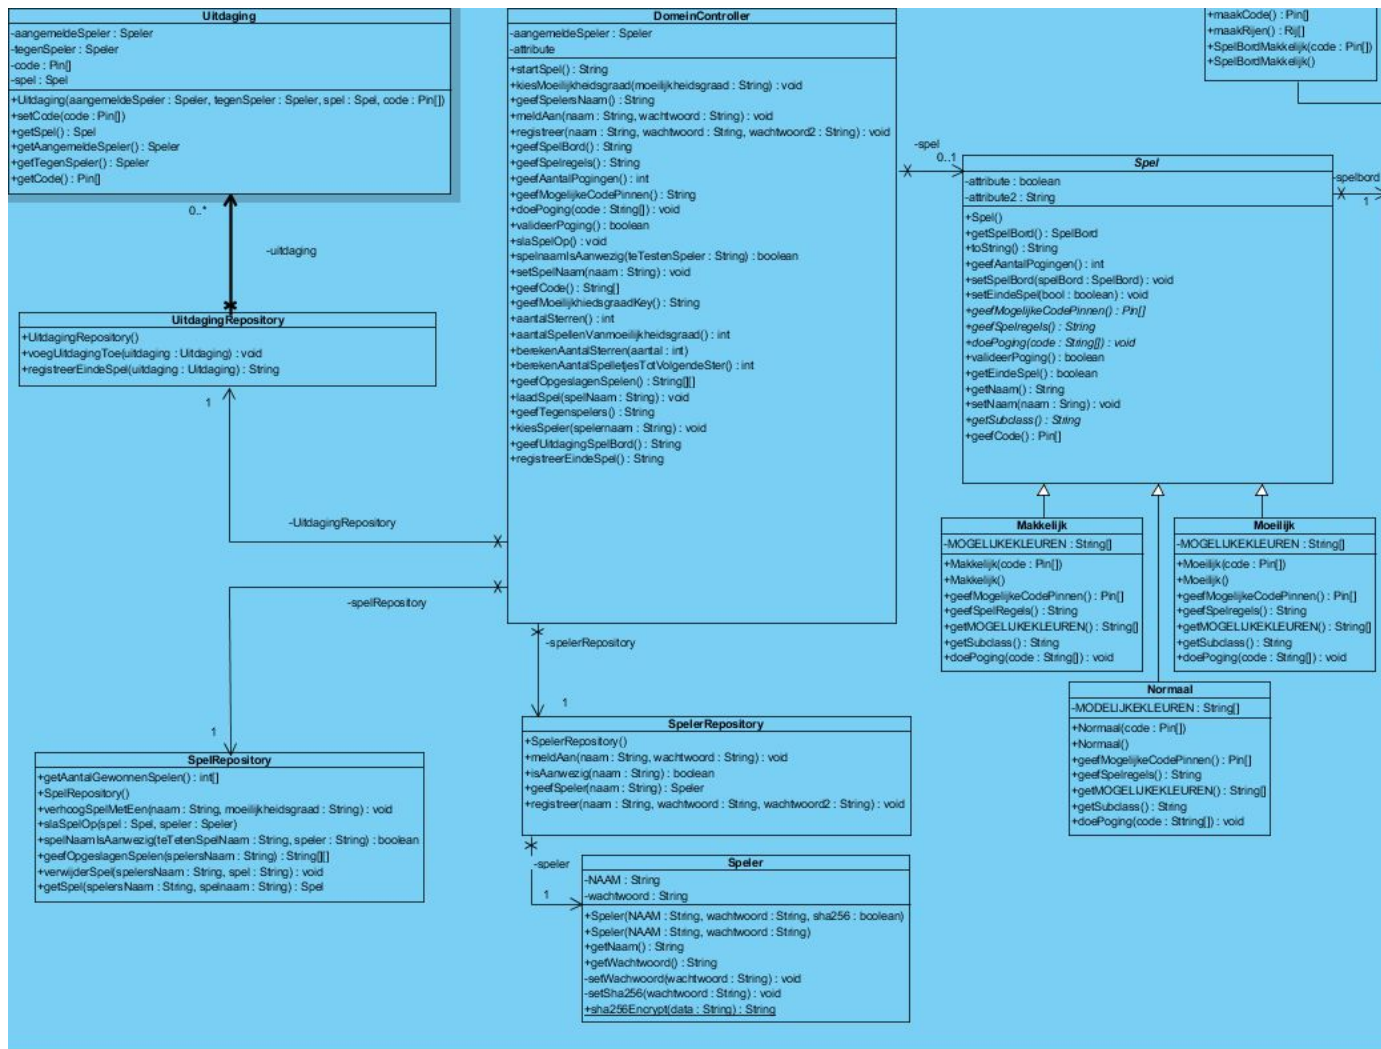 Uitdaging
-aangemeldeSpeler : Speler
-tegenSpeler : Speler
-code : Pin[]
-spel : Spel
+Uitdaging(aangemeldeSpeler : Speler, tegenSpeler : Speler, spel : Spel, code : Pin[])
+setCode(code : Pin[])
+getSpel() : Spel
+getAangemeldeSpeler() : Speler
+getTegenSpeler() : Speler
+getCode() : Pin[]
0..*
-uitdaging
UitdagingRepository
+UitdagingRepository()
+voegUitdagingToe(uitdaging : Uitdaging) : void
+registreerEindeSpel(uitdaging : Uitdaging) : String
1
-UitdagingRepository
-spelRepository
1
SpelRepository
+getAantalGewonnenSpelen() : int[]
+SpelRepository()
+verhoogSpelMetEen(naam : String, moeilijkheidsgraad : String) : void
+slaSpelOp(spel : Spel, speler : Speler)
+spelNaamIsAanwezig(teTetenSpelNaam : String, speler : String) : boolean
+geefOpgeslagenSpelen(spelersNaam : String) : String[][]
+verwijderSpel(spelersNaam : String, spel : String) : void
+getSpel(spelersNaam : String, spelnaam : String) : Spel
DomeinController
-aangemeldeSpeler : Speler
-attribute
+startSpel() : String
+kiesMoeilijkheidsgraad(moeilijkheidsgraad : String) : void
+geefSpelersNaam() : String
+meldAan(naam : String, wachtwoord : String) : void
+registreer(naam : String, wachtwoord : String, wachtwoord2 : String) : void
+geefSpelBord() : String
+geefSpelregels() : String
+geefAantalPogingen() : int
+geefMogelijkeCodePinnen() : String
+doePoging(code : String[]) : void
+valideerPoging() : boolean
+slaSpelOp() : void
+spelnaamIsAanwezig(teTestenSpeler : String) : boolean
+setSpelNaam(naam : String) : void
+geefCode() : String[]
+geefMoeilijkhiedsgraadKey() : String
+aantalSterren() : int
+aantalSpellenVanmoeilijkheidsgraad() : int
+berekenAantalSterren(aantal : int)
+berekenAantalSpelletjesTotVolgendeSter() : int
+geefOpgeslagenSpelen() : String[][]
+laadSpel(spelNaam : String) : void
+geefTegenspelers() : String
+kiesSpeler(spelernaam : String) : void
+geefUitdagingSpelBord() : String
+registreerEindeSpel() : String
-spelerRepository
1
SpelerRepository
+SpelerRepository()
+meldAan(naam : String, wachtwoord : String) : void
+isAanwezig(naam : String) : boolean
+geefSpeler(naam : String) : Speler
+registreer(naam : String, wachtwoord : String, wachtwoord2 : String) : void
-speler
1
Speler
-NAAM : String
-wachtwoord : String
+Speler(NAAM : String, wachtwoord : String, sha256 : boolean)
+Speler(NAAM : String, wachtwoord : String)
+getNaam() : String
+getWachtwoord() : String
-setWachwoord(wachtwoord : String) : void
-setSha256(wachtwoord : String) : void
+sha256Encrypt(data : String) : String
+maakCode() : Pin[]
+maakRijen() : Rij[]
+SpelBordMakkelijk(code : Pin[])
+SpelBordMakkelijk()
-spel
0..1
Spel
-attribute : boolean
-attribute2 : String
+Spel()
+getSpelBord() : SpelBord
+toString() : String
+geefAantalPogingen() : int
+setSpelBord(spelBord : SpelBord) : void
+setEindeSpel(bool : boolean) : void
+geefMogelijkeCodePinnen() : Pin[]
+geefSpelregels() : String
+doePoging(code : String[]) : void
+valideerPoging() : boolean
+getEindeSpel() : boolean
+getNaam() : String
+setNaam(naam : Sring) : void
+getSubclass() : String
+geefCode() : Pin[]
-spelbord
1
Makkelijk
-MOGELIJKEKLEUREN : String[]
+Makkelijk(code : Pin[])
+Makkelijk()
+geefMogelijkeCodePinnen() : Pin[]
+geefSpelRegels() : String
+getMOGELIJKEKLEUREN() : String[]
+getSubclass() : String
+doePoging(code : String[]) : void
Moeilijk
-MOGELIJKEKLEUREN : String[]
+Moeilijk(code : Pin[])
+Moeilijk()
+geefMogelijkeCodePinnen() : Pin[]
+geefSpelregels() : String
+getMOGELIJKEKLEUREN() : String[]
+getSubclass() : String
+doePoging(code : String[]) : void
Normaal
-MODELIJKEKLEUREN : String[]
+Normaal(code : Pin[])
+Normaal()
+geefMogelijkeCodePinnen() : Pin[]
+geefSpelregels() : String
+getMOGELIJKEKLEUREN() : String[]
+getSubclass() : String
+doePoging(code : Sttring[]) : void